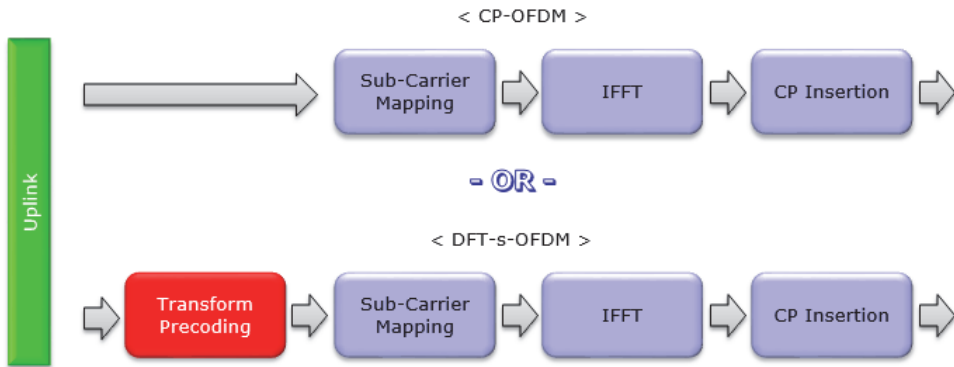 < CP-OFDM >
Uplink
Sub-Carrier
Mapping
IFFT
CP Insertion
- OR -
< DFT-s-OFDM >
Transform
Precoding
Sub-Carrier
Mapping
IFFT
CP Insertion